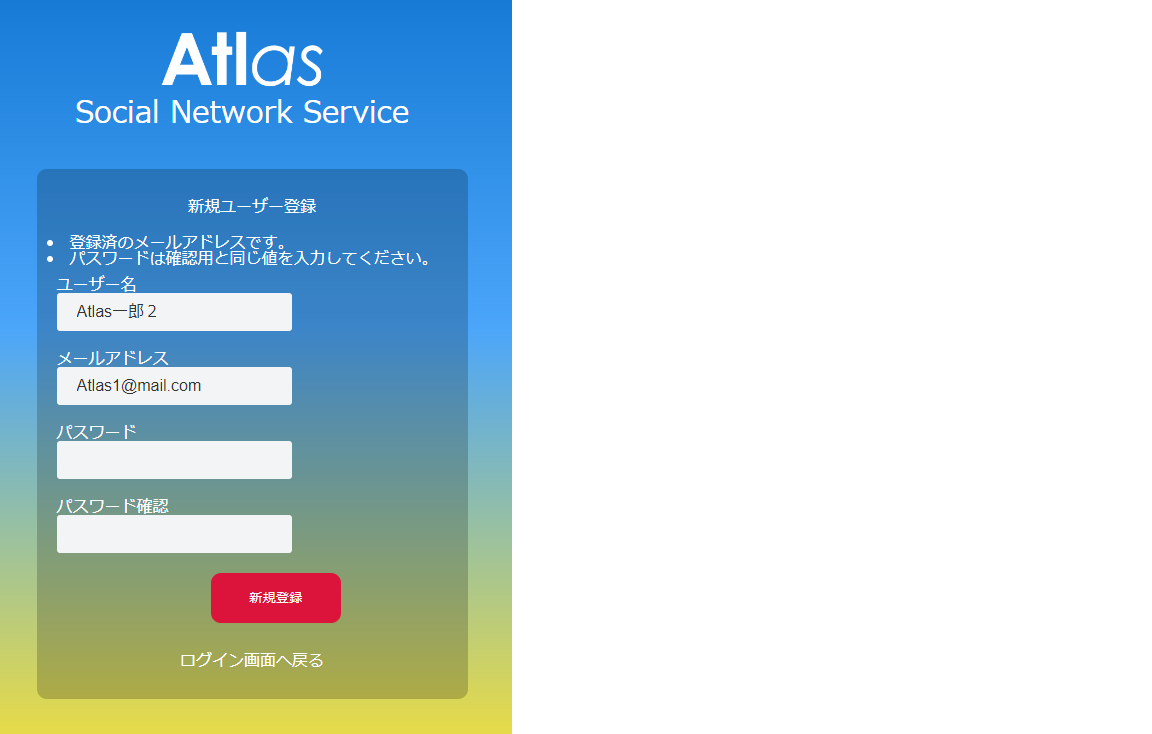 Atlas
Social Network Service
新規ユーザー登録
登録済のメールアドレスです。
パスワードは確認用と同じ値を入力してください。
ユーザー名
Atlas一郎２
メールアドレス
Atlas1@mail.com
パスワード
パスワード確認
新規登録
ログイン画面へ戻る